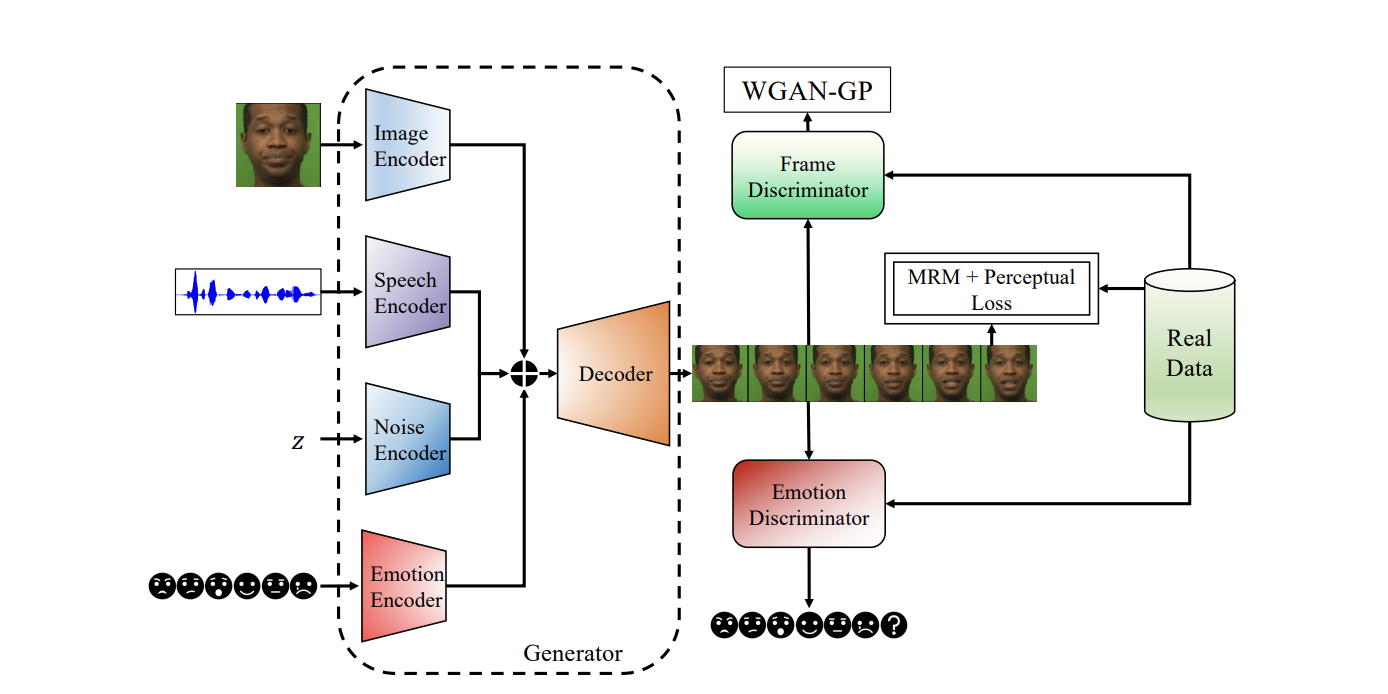 WGAN-GP
Image
Encoder
Frame
Discriminator
Speech
Encoder
MRM + Perceptual
Loss
Real
Data
Decoder
z
Noise
Encoder
Emotion
Discriminator
Emotion
Encoder
?
Generator